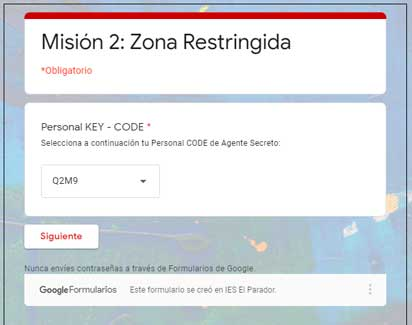 Misión 2: Zona Restringida
*Obligatorio
Personal KEY - CODE *
Selecciona a continuación tu Personal CODE de Agente Secreto:
Q2M9
Siguiente
Nunca envíes contraseñas a través de Formularios de Google.
Google Formularios Este formulario se creó en IES El Parador.